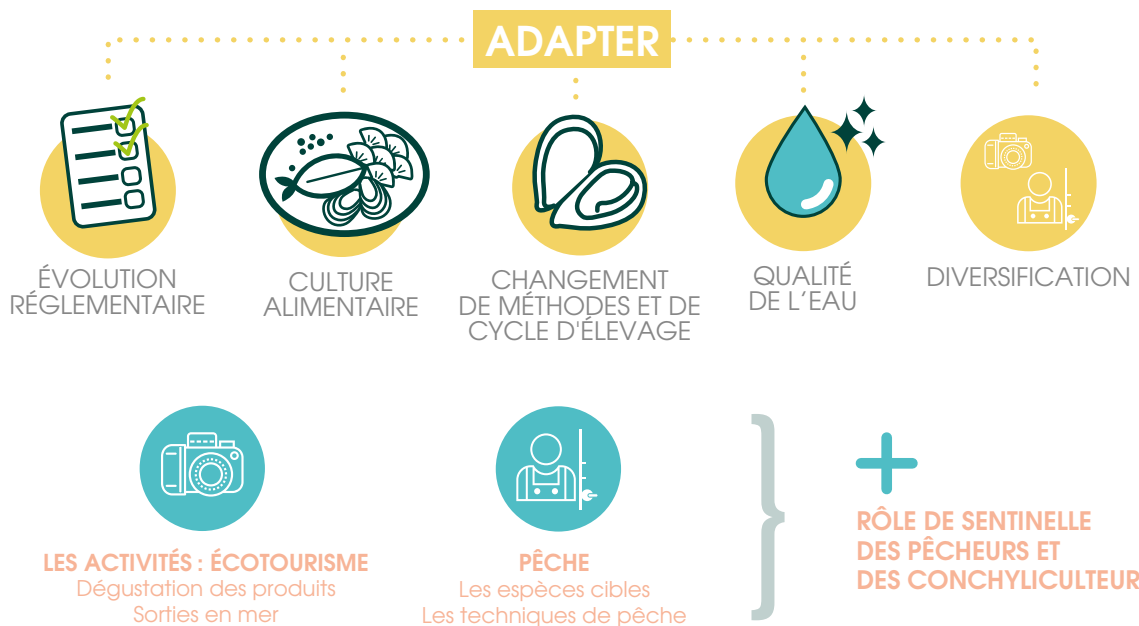 ADAPTER
ÉVOLUTION
RÉGLEMENTAIRE
CULTURE
ALIMENTAIRE
CHANGEMENT
DE MÉTHODES ET DE
CYCLE D'ÉLEVAGE
QUALITÉ
DE L'EAU
DIVERSIFICATION
LES ACTIVITÉS : ÉCOTOURISME
Dégustation des produits
Sorties en mer
PÊCHE
Les espèces cibles
Les techniques de pêche
RÔLE DE SENTINELLE
DES PÊCHEURS ET
DES CONCHYLICULTEUR